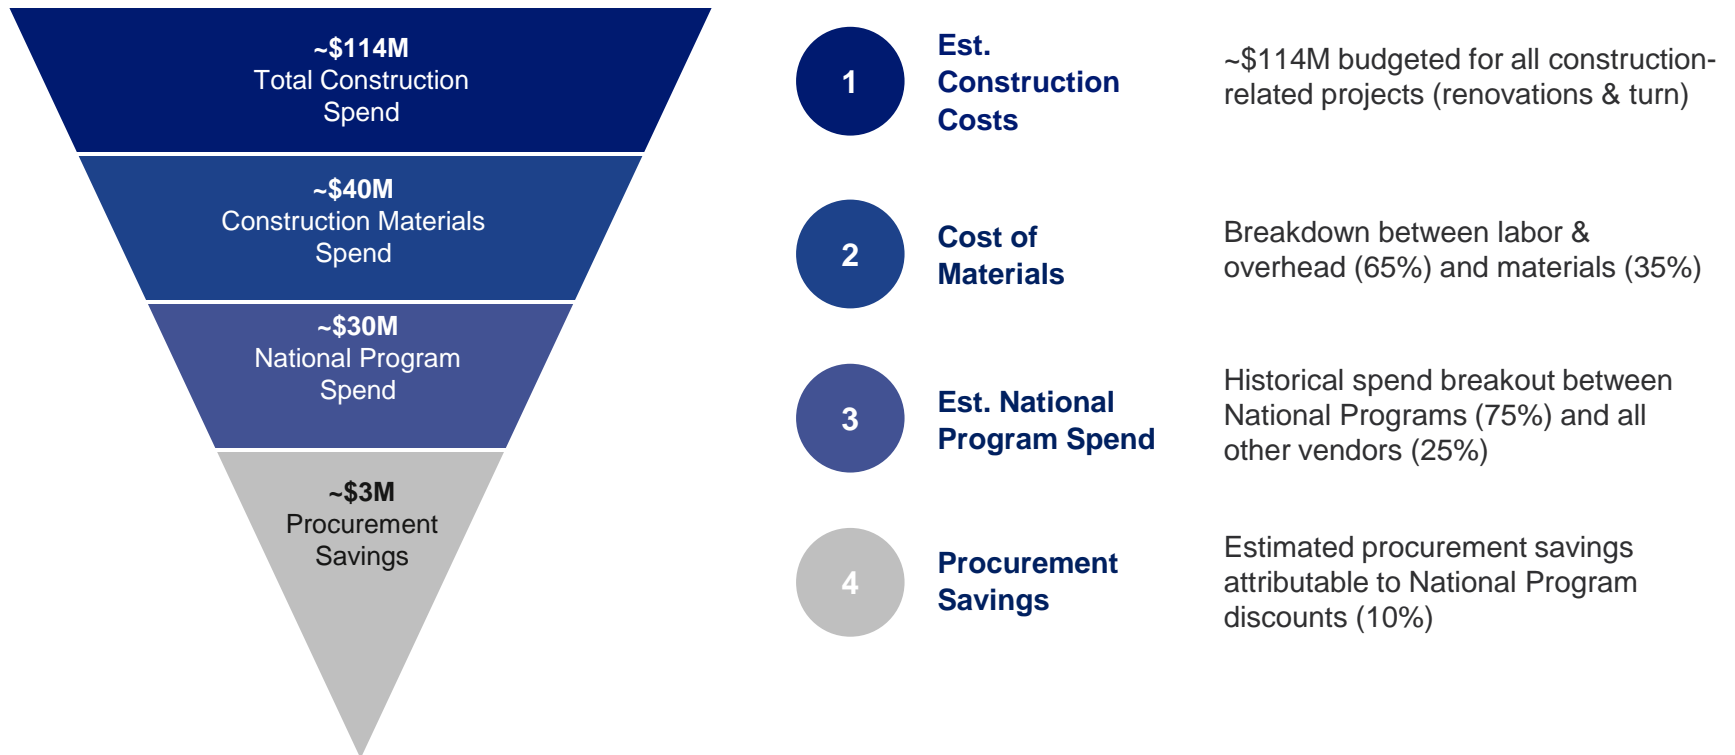 ~$114M
Total Construction
Spend
~$40M
Construction Materials
Spend
~$30M
National Program
Spend
~$3M
Procurement
Savings
1
Est.
Construction
Costs
~$114M budgeted for all construction-
related projects (renovations & turn)
2
Cost of
Materials
Breakdown between labor &
overhead (65%) and materials (35%)
3
Est. National
Program Spend
Historical spend breakout between
National Programs (75%) and all
other vendors (25%)
4
Procurement
Savings
Estimated procurement savings
attributable to National Program
discounts (10%)